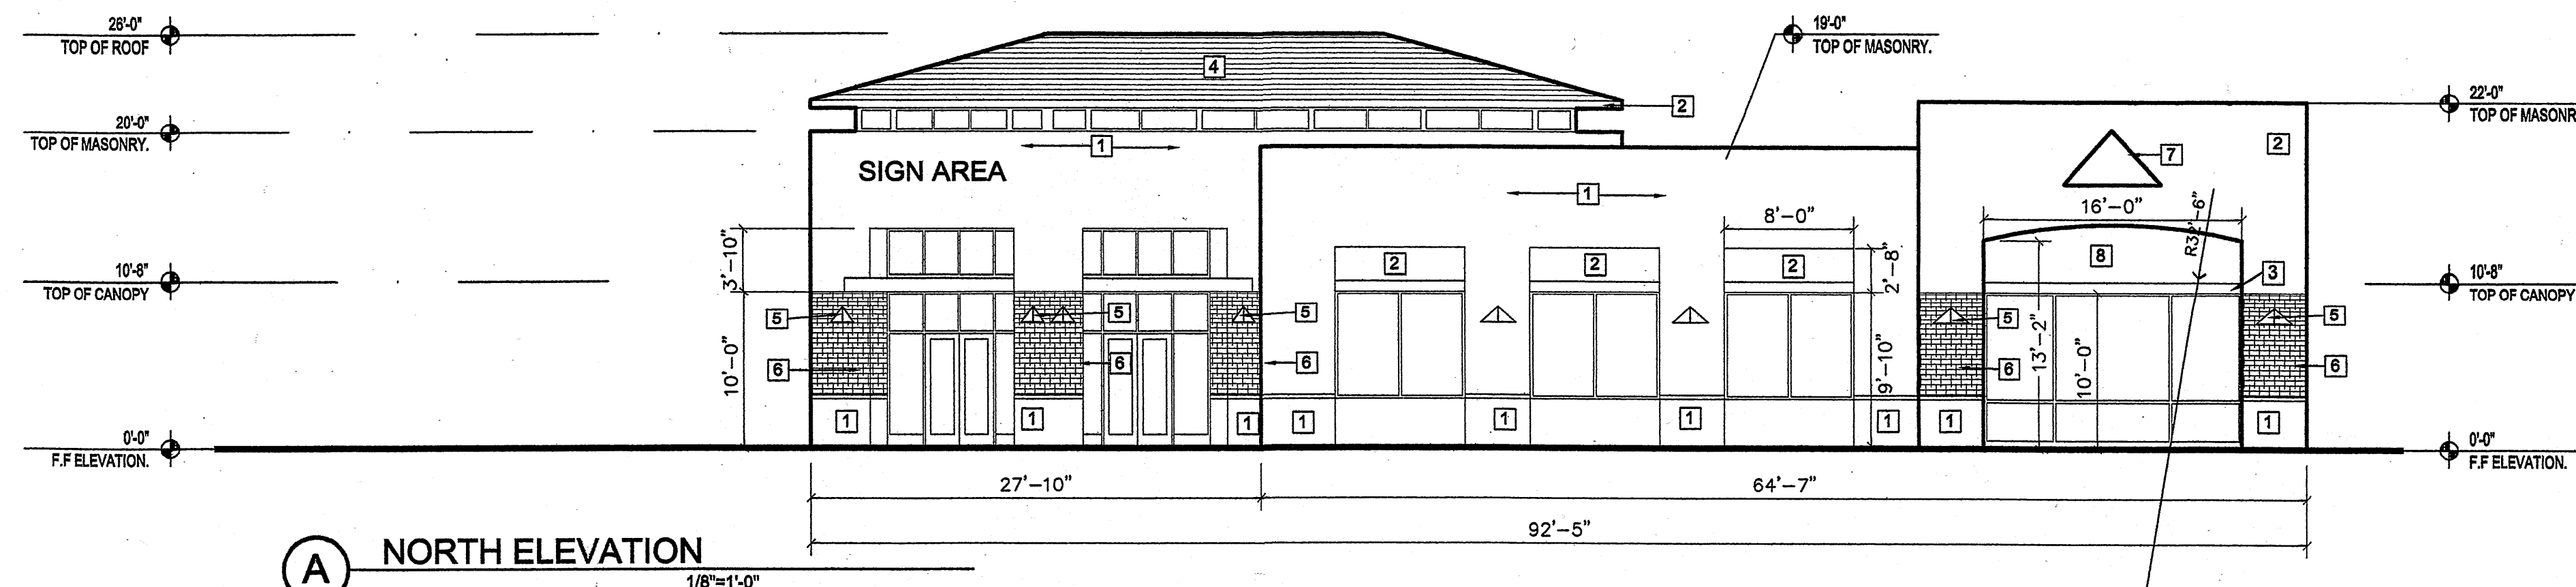 26'-0"
TOP OF ROOF
20'-0"
TOP OF MASONRY.
10'-8"
TOP OF CANOPY
0'-0"
F.F ELEVATION.
19'-0"
TOP OF MASONRY.
22'-0"
TOP OF MASONR
10'-8"
TOP OF CANOPY
0'-0"
F.F ELEVATION.
4
2
1
SIGN AREA
1
7
2
16'-0"
8'-0"
R32'-6"
3'-10"
2 2 2
2'-8"
8
3
5 5 5 5 5
10'-0"
9'-10"
13'-2"
10'-0"
6 6 6 6 6
1 1 1 1 1 1 1 1 1
27'-10"
64'-7"
92'-5"
A NORTH ELEVATION
1/8"=1'-0"